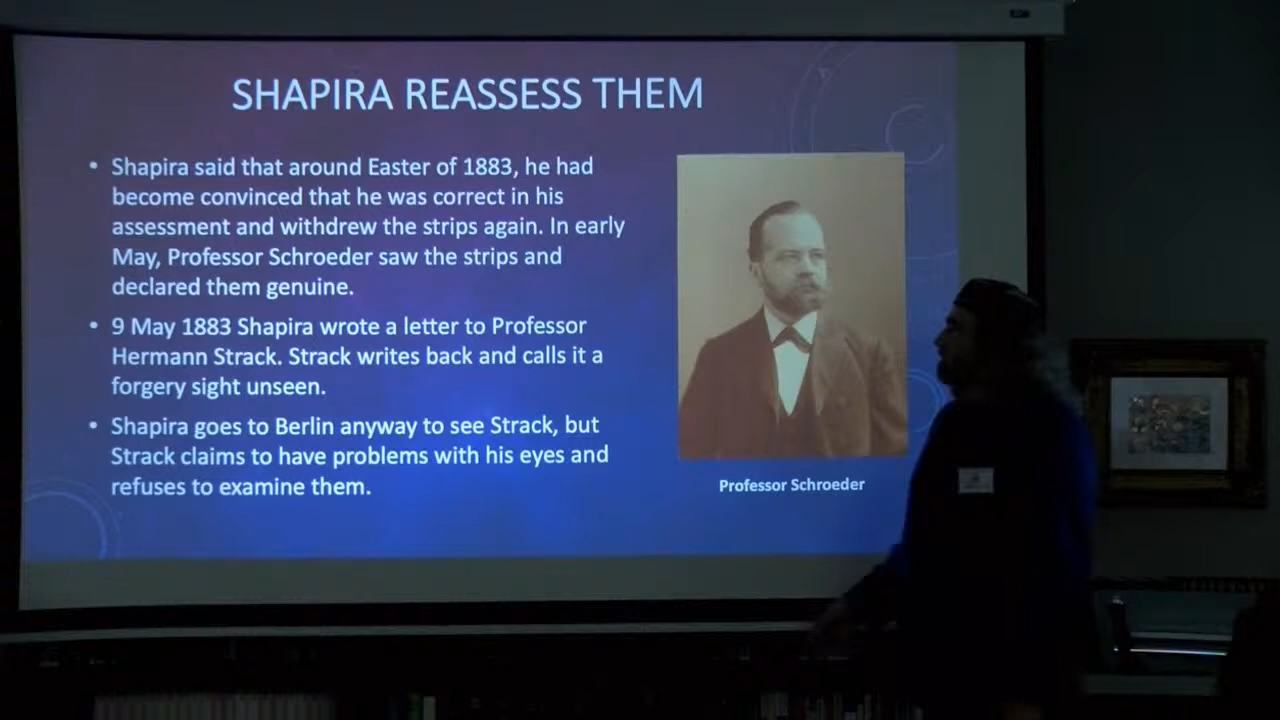 SHAPIRA REASSESS THEM
• Shapira said that around Easter of 1883, he had
become convinced that he was correct in his
assessment and withdrew the strips again. In early
May, Professor Schroeder saw the strips and
declared them genuine.
• 9 May 1883 Shapira wrote a letter to Professor
Hermann Strack. Strack writes back and calls it a
forgery sight unseen.
• Shapira goes to Berlin anyway to see Strack, but
Strack claims to have problems with his eyes and
refuses to examine them.
Professor Schroeder